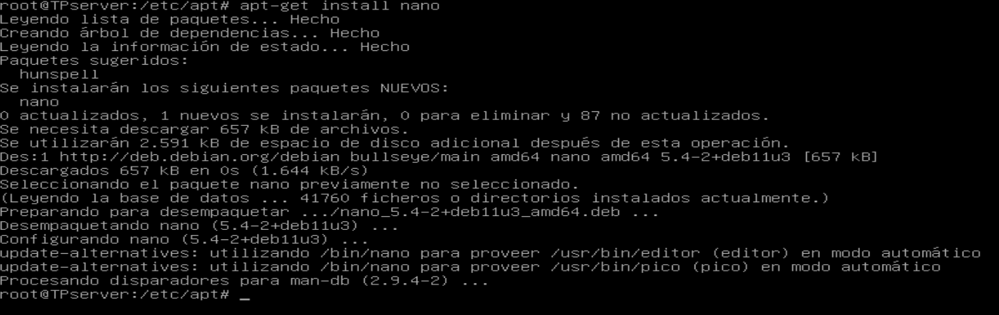 root@TPserver:/etc/apt# apt-get install nano
Leyendo lista de paquetes... Hecho
Creando árbol de dependencias... Hecho
Leyendo la información de estado... Hecho
Paquetes sugeridos:
  hunspell
Se instalarán los siguientes paquetes NUEVOS:
  nano
0 actualizados, 1 nuevos se instalarán, 0 para eliminar y 87 no actualizados.
Se necesita descargar 657 kB de archivos.
Se utilizarán 2.591 kB de espacio de disco adicional después de esta operación.
Des:1 http://deb.debian.org/debian bullseye/main amd64 nano amd64 5.4-2+deb11u3 [657 kB]
Descargados 657 kB en 0s (1.644 kB/s)
Seleccionando el paquete nano previamente no seleccionado.
(Leyendo la base de datos ... 41760 ficheros o directorios instalados actualmente.)
Preparando para desempaquetar .../nano_5.4-2+deb11u3_amd64.deb ...
Desempaquetando nano (5.4-2+deb11u3) ...
Configurando nano (5.4-2+deb11u3) ...
update-alternatives: utilizando /bin/nano para proveer /usr/bin/editor (editor) en modo automático
update-alternatives: utilizando /bin/nano para proveer /usr/bin/pico (pico) en modo automático
Procesando disparadores para man-db (2.9.4-2) ...
root@TPserver:/etc/apt# _